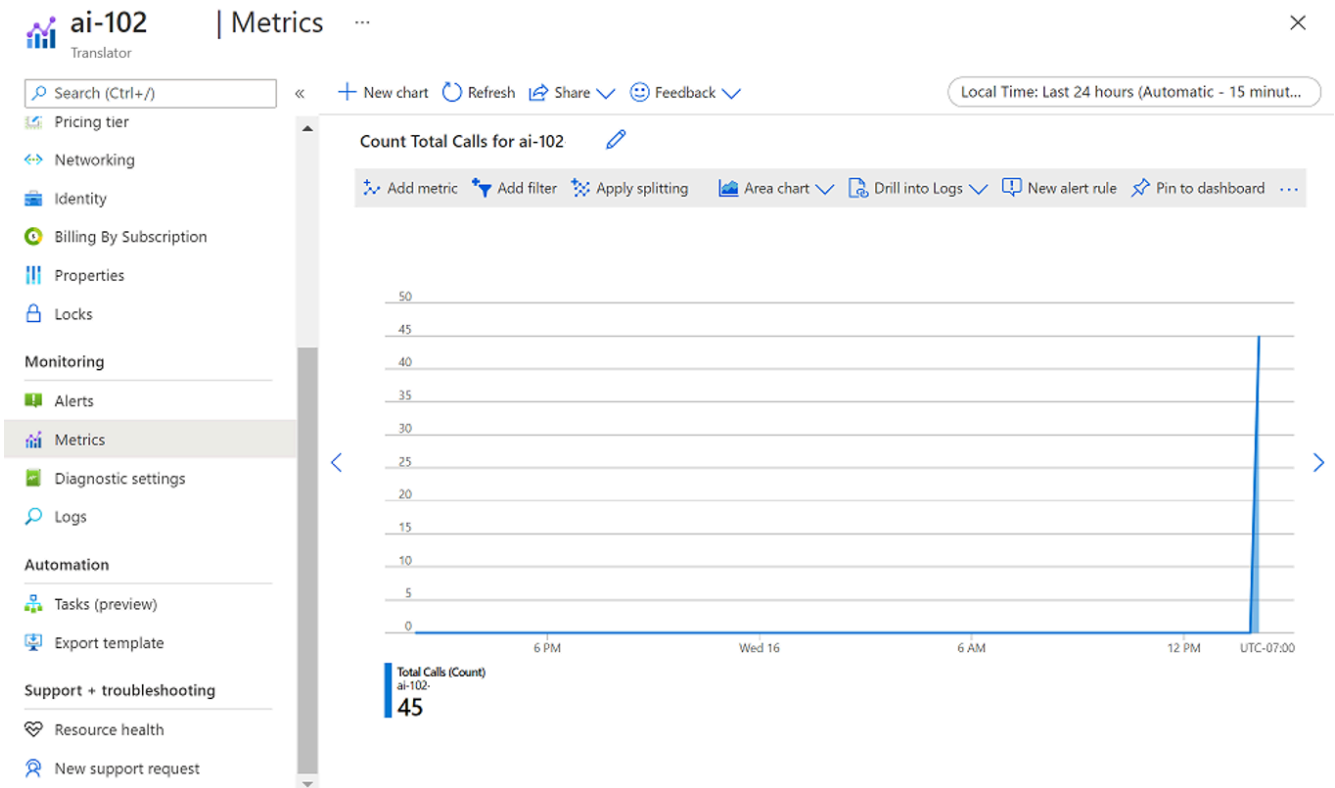 ai-102 | Metrics ...
Translator
Search (Ctrl+/)
«
Pricing tier
Networking
Identity
Billing By Subscription
Properties
Locks
Monitoring
Alerts
Metrics
Diagnostic settings
Logs
Automation
Tasks (preview)
Export template
Support + troubleshooting
Resource health
New support request
New chart Refresh Share Feedback
Local Time: Last 24 hours (Automatic - 15 minut...
Count Total Calls for ai-102
Add metric Add filter Apply splitting Area chart Drill into Logs New alert rule Pin to dashboard ...
50
45
40
35
30
25
20
15
10
5
0
6 PM Wed 16 6 AM 12 PM UTC-07:00
Total Calls (Count)
ai-102-
45